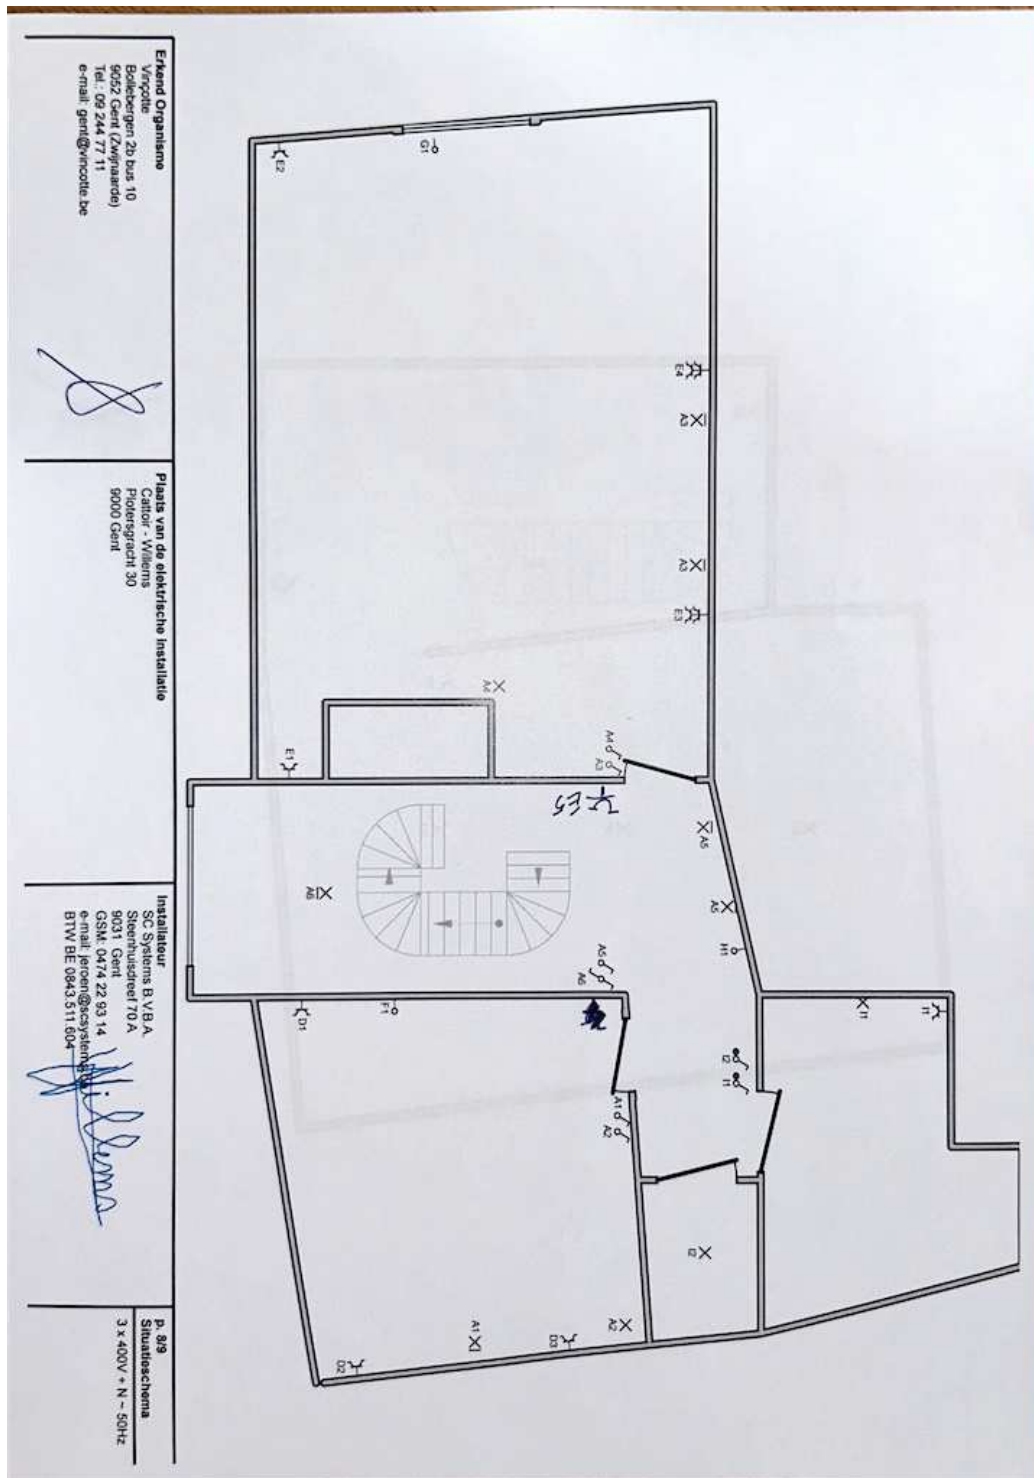 Erkend Organisme
Vinçotte
Bollebergen 2b bus 10
9052 Gent (Zwijnaarde)
Tel.: 09 244 77 11
e-mail: gent@vincotte.be
Plaats van de elektrische installatie
Cattoir - Willems
Plotersgracht 30
9000 Gent
Installateur
SC Systems B.V.B.A.
Steenhuisdreef 70 A
9031 Gent
GSM: 0474 22 93 14
e-mail: jeroen@scsystems
BTW BE 0843.511.604
Willems
p. 8/9
Situatieschema
3 x 400V + N ~ 50Hz
E2
G1
E4
A3
A3
E3
A4
E1
A4
A3
E5
A5
A5
H1
A6
A5
A6
D1
F1
I1
I1
I2
I1
A1
A2
I2
A2
A1
D3
D2